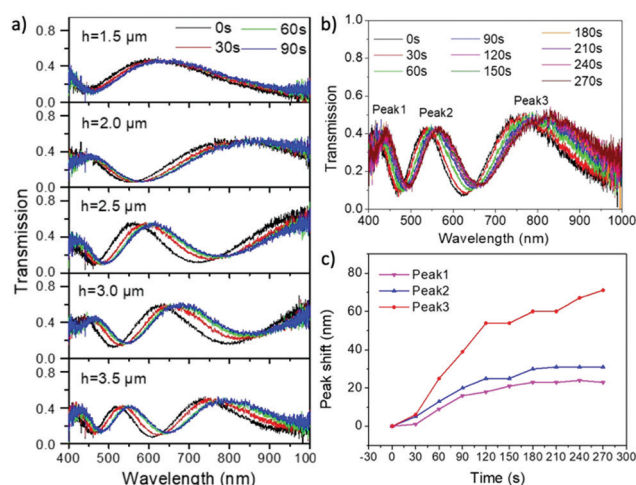 a)
0s 60s
30s 90s
h=1.5 μm
h=2.0 μm
h=2.5 μm
h=3.0 μm
h=3.5 μm
0.8
0.4
0.0
0.8
0.4
0.0
0.8
0.4
0.0
0.8
0.4
0.0
0.8
0.4
0.0
400 500 600 700 800 900 1000
Transmission
Wavelength (nm)
b)
0s 90s 180s
30s 120s 210s
60s 150s 240s
270s
Peak1 Peak2 Peak3
0.8
0.6
0.4
0.2
0.0
400 500 600 700 800 900 1000
Transmission
Wavelength (nm)
c)
Peak1
Peak2
Peak3
80
60
40
20
0
-30 0 30 60 90 120 150 180 210 240 270 300
Peak shift (nm)
Time (s)